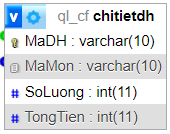 v ql_cf chitietdh
MaDH : varchar(10)
MaMon : varchar(10)
# SoLuong : int(11)
# TongTien : int(11)